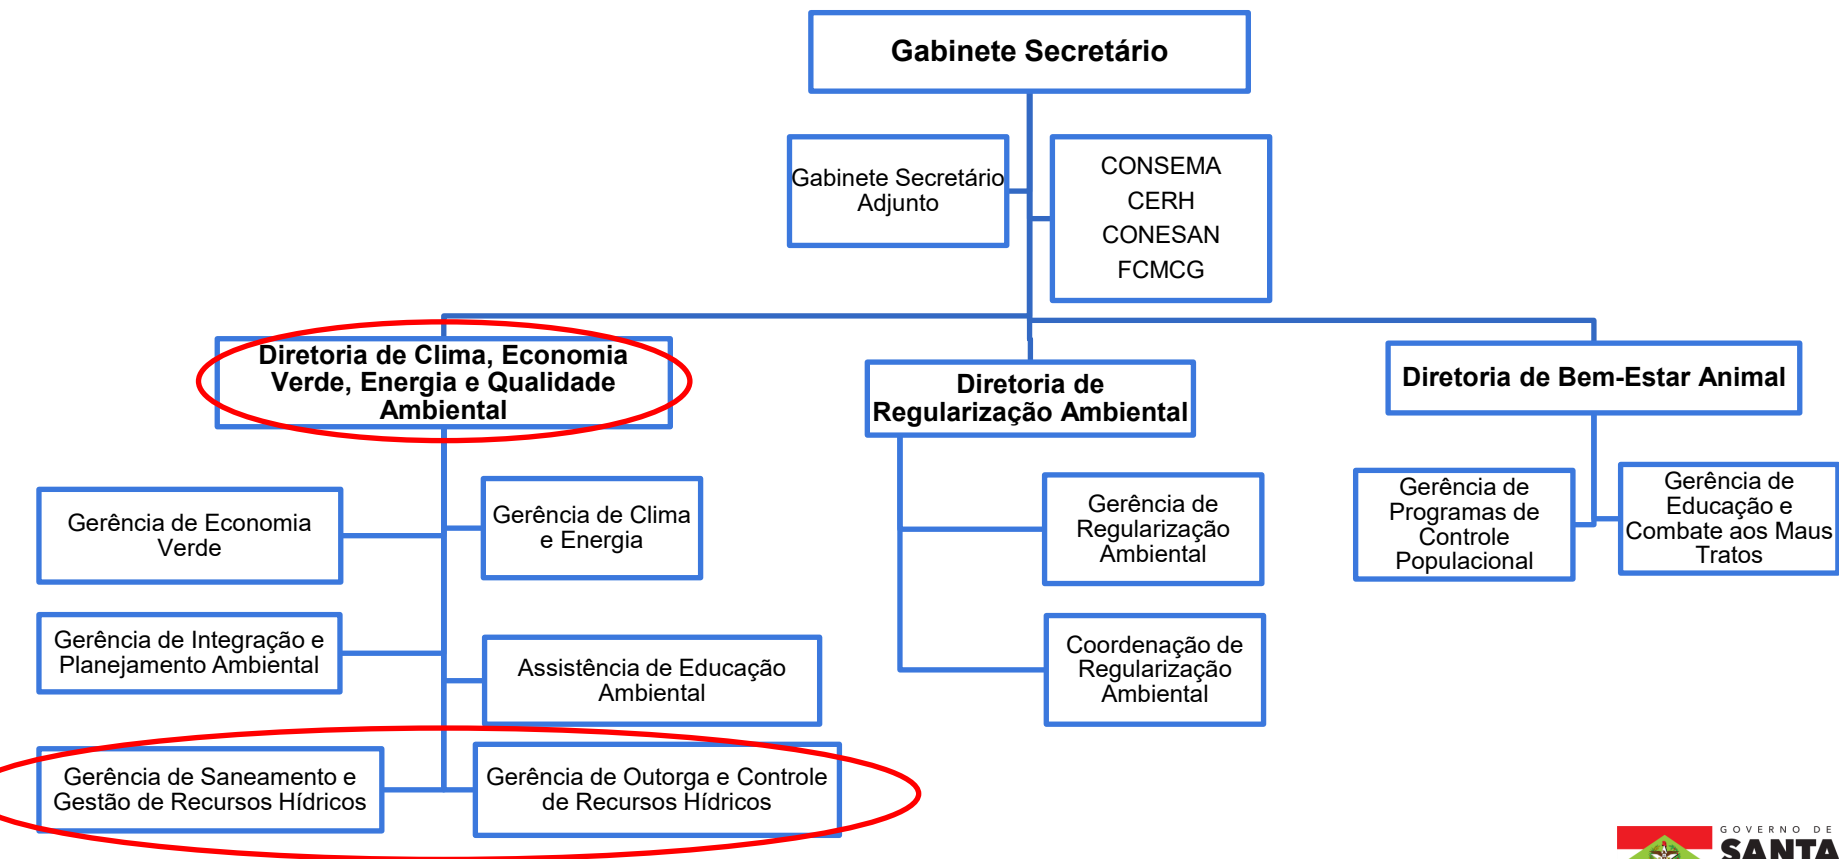 Gabinete Secretário
Gabinete Secretário
Adjunto
CONSEMA
CERH
CONESAN
FCMCG
Diretoria de Clima, Economia
Verde, Energia e Qualidade
Ambiental
Diretoria de
Regularização Ambiental
Diretoria de Bem-Estar Animal
Gerência de Economia
Verde
Gerência de Clima
e Energia
Gerência de Integração e
Planejamento Ambiental
Assistência de Educação
Ambiental
Gerência de Saneamento e
Gestão de Recursos Hídricos
Gerência de Outorga e Controle
de Recursos Hídricos
Gerência de
Regularização
Ambiental
Coordenação de
Regularização
Ambiental
Gerência de
Programas de
Controle
Populacional
Gerência de
Educação e
Combate aos Maus
Tratos
GOVERNO DE
SANTA